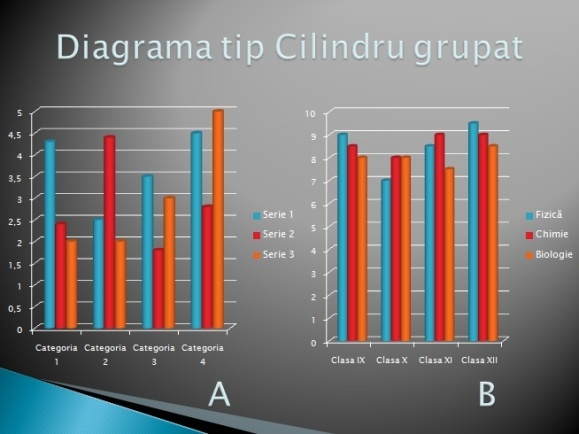 Diagrama tip Cilindru grupat
5
4,5
4
3,5
3
2,5
2
1,5
1
0,5
0
Categoria 1
Categoria 2
Categoria 3
Categoria 4
Serie 1
Serie 2
Serie 3
A
10
9
8
7
6
5
4
3
2
1
0
Clasa IX
Clasa X
Clasa XI
Clasa XII
Fizică
Chimie
Biologie
B